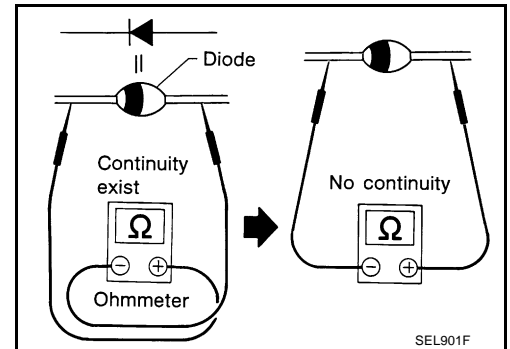 Diode
Continuity
exist
No continuity
Ω
Ω
− +
− +
Ohmmeter
SEL901F